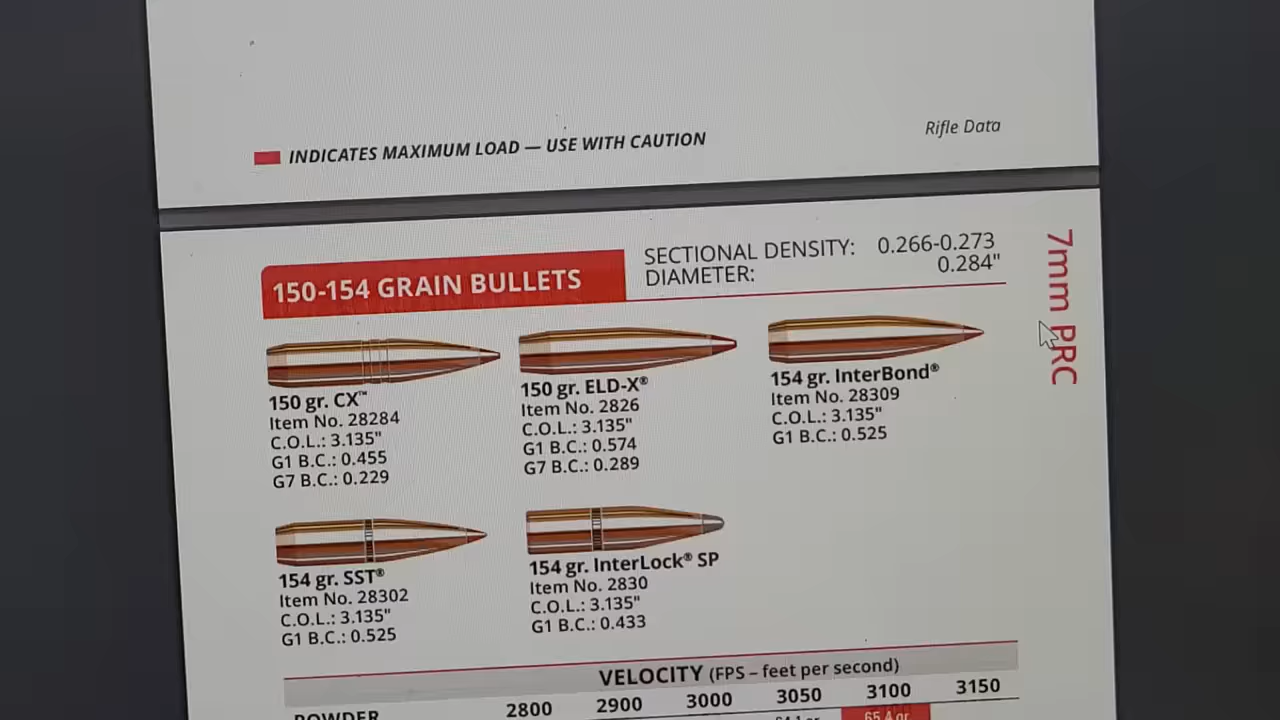 INDICATES MAXIMUM LOAD — USE WITH CAUTION
Rifle Data
150-154 GRAIN BULLETS
SECTIONAL DENSITY: 0.266-0.273
DIAMETER: 0.284"
7mm PRC
150 gr. CX™
Item No. 28284
C.O.L.: 3.135"
G1 B.C.: 0.455
G7 B.C.: 0.229
150 gr. ELD-X®
Item No. 2826
C.O.L.: 3.135"
G1 B.C.: 0.574
G7 B.C.: 0.289
154 gr. InterBond®
Item No. 28309
C.O.L.: 3.135"
G1 B.C.: 0.525
154 gr. SST®
Item No. 28302
C.O.L.: 3.135"
G1 B.C.: 0.525
154 gr. InterLock® SP
Item No. 2830
C.O.L.: 3.135"
G1 B.C.: 0.433
VELOCITY (FPS – feet per second)
POWDER 2800 2900 3000 3050 3100 3150
65.4 gr